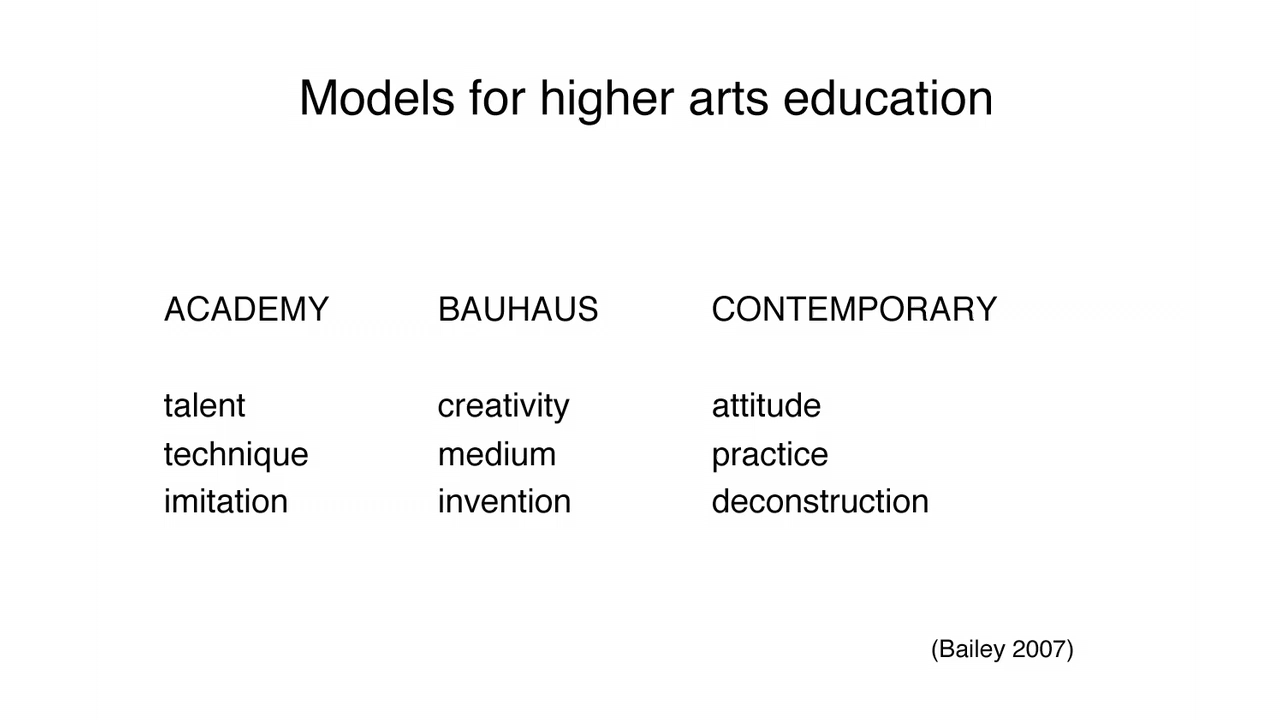 Models for higher arts education
ACADEMY BAUHAUS CONTEMPORARY
talent creativity attitude
technique medium practice
imitation invention deconstruction
(Bailey 2007)